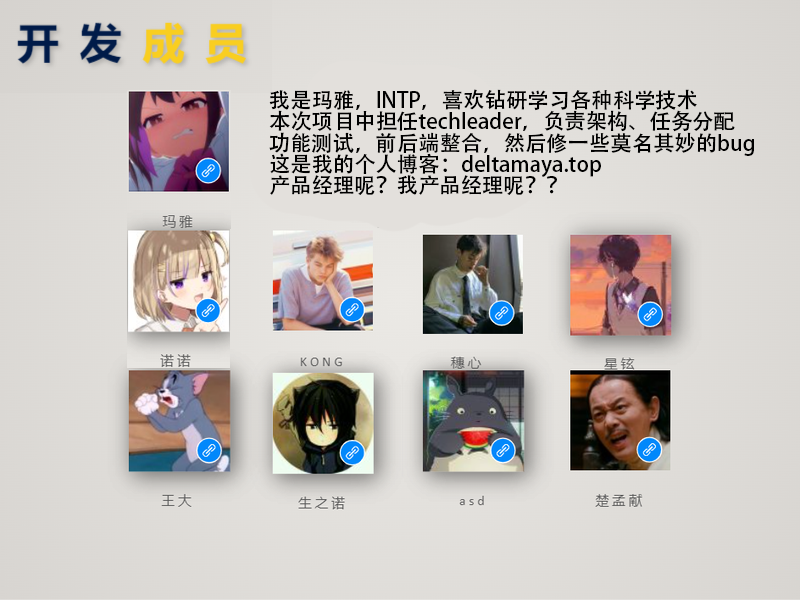 开发成员
我是玛雅，INTP，喜欢钻研学习各种科学技术
本次项目中担任techleader，负责架构、任务分配
功能测试，前后端整合，然后修一些莫名其妙的bug
这是我的个人博客：deltamaya.top
产品经理呢？我产品经理呢？？
玛雅
诺诺
KONG
穗心
星铉
王大
生之诺
asd
楚孟献